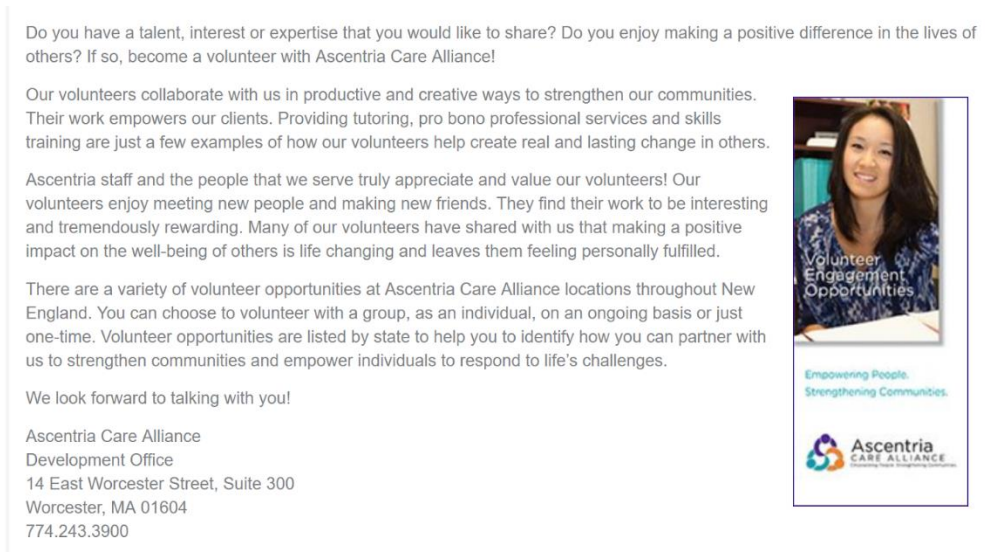 Do you have a talent, interest or expertise that you would like to share? Do you enjoy making a positive difference in the lives of
others? If so, become a volunteer with Ascentria Care Alliance!
Our volunteers collaborate with us in productive and creative ways to strengthen our communities.
Their work empowers our clients. Providing tutoring, pro bono professional services and skills
training are just a few examples of how our volunteers help create real and lasting change in others.
Ascentria staff and the people that we serve truly appreciate and value our volunteers! Our
volunteers enjoy meeting new people and making new friends. They find their work to be interesting
and tremendously rewarding. Many of our volunteers have shared with us that making a positive
impact on the well-being of others is life changing and leaves them feeling personally fulfilled.
There are a variety of volunteer opportunities at Ascentria Care Alliance locations throughout New
England. You can choose to volunteer with a group, as an individual, on an ongoing basis or just
one-time. Volunteer opportunities are listed by state to help you to identify how you can partner with
us to strengthen communities and empower individuals to respond to life's challenges.
We look forward to talking with you!
Ascentria Care Alliance
Development Office
14 East Worcester Street, Suite 300
Worcester, MA 01604
774.243.3900
Volunteer
Engagement
Opportunities
Empowering People.
Strengthening Communities.
Ascentria
CARE ALLIANCE
Empowering People. Strengthening Communities.